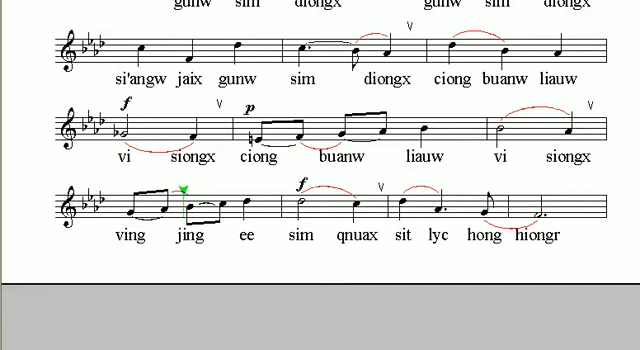 gunw sim diongx gunw sim diongx
si'angw jaix gunw sim diongx ciong buanw liauw
f p
vi siongx ciong buanw liauw vi siongx
f
ving jing ee sim qnuax sit lyc hong hiongr